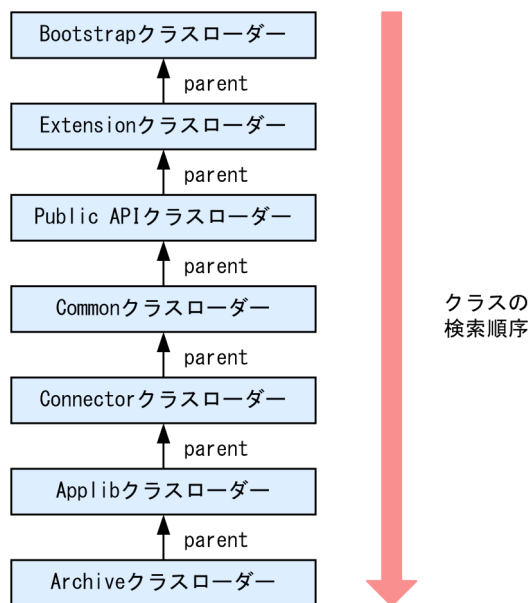 Bootstrapクラスローダー
parent
Extensionクラスローダー
parent
Public APIクラスローダー
parent
Commonクラスローダー
parent
Connectorクラスローダー
parent
Applibクラスローダー
parent
Archiveクラスローダー
クラスの
検索順序